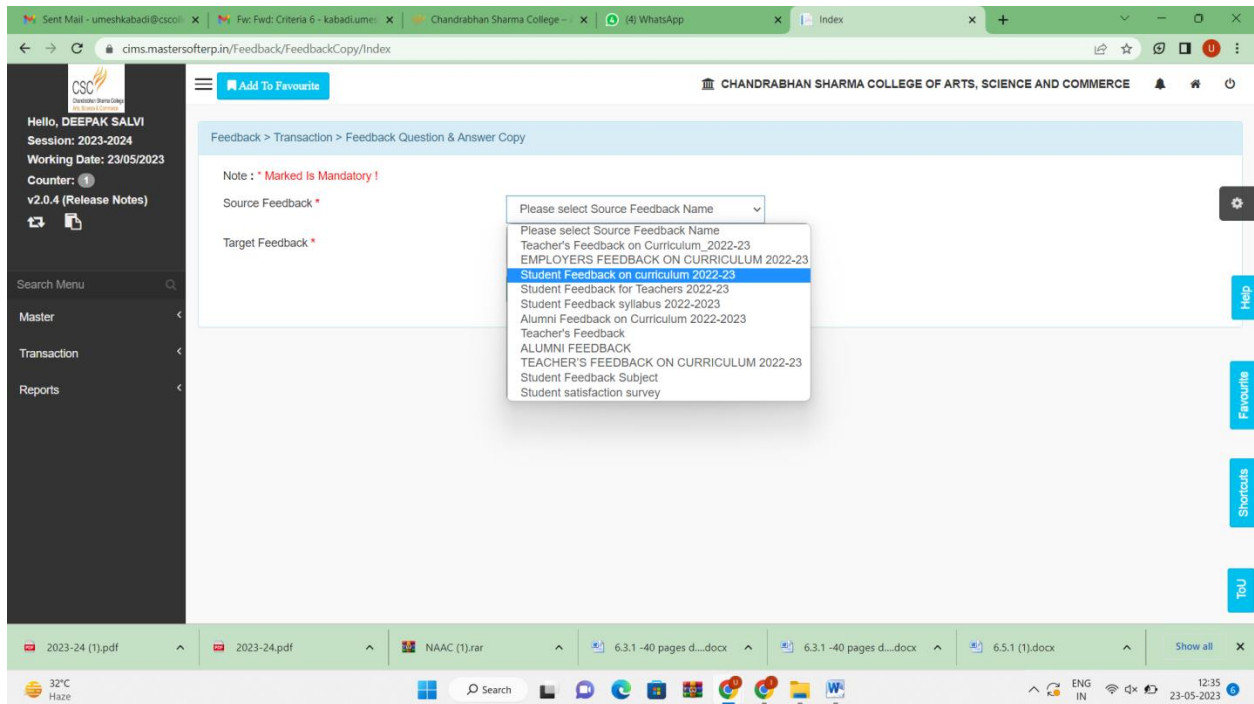 Sent Mail - umeshkabadi@cscoll
Fw: Fwd: Criteria 6 - kabadi.umes
Chandrabhan Sharma College –
(4) WhatsApp
Index
cims.mastersofterp.in/Feedback/FeedbackCopy/Index
CSC
Add To Favourite
CHANDRABHAN SHARMA COLLEGE OF ARTS, SCIENCE AND COMMERCE
Hello, DEEPAK SALVI
Session: 2023-2024
Working Date: 23/05/2023
Counter: 1
v2.0.4 (Release Notes)
Search Menu
Master
Transaction
Reports
Feedback > Transaction > Feedback Question & Answer Copy
Note : * Marked Is Mandatory !
Source Feedback *
Please select Source Feedback Name
Target Feedback *
Please select Source Feedback Name
Teacher's Feedback on Curriculum_2022-23
EMPLOYERS FEEDBACK ON CURRICULUM 2022-23
Student Feedback on curriculum 2022-23
Student Feedback for Teachers 2022-23
Student Feedback syllabus 2022-2023
Alumni Feedback on Curriculum 2022-2023
Teacher's Feedback
ALUMNI FEEDBACK
TEACHER'S FEEDBACK ON CURRICULUM 2022-23
Student Feedback Subject
Student satisfaction survey
Help
Favourite
Shortcuts
ToU
2023-24 (1).pdf
2023-24.pdf
NAAC (1).rar
6.3.1 -40 pages d....docx
6.3.1 -40 pages d....docx
6.5.1 (1).docx
Show all
32°C
Haze
Search
ENG
IN
12:35
23-05-2023
6